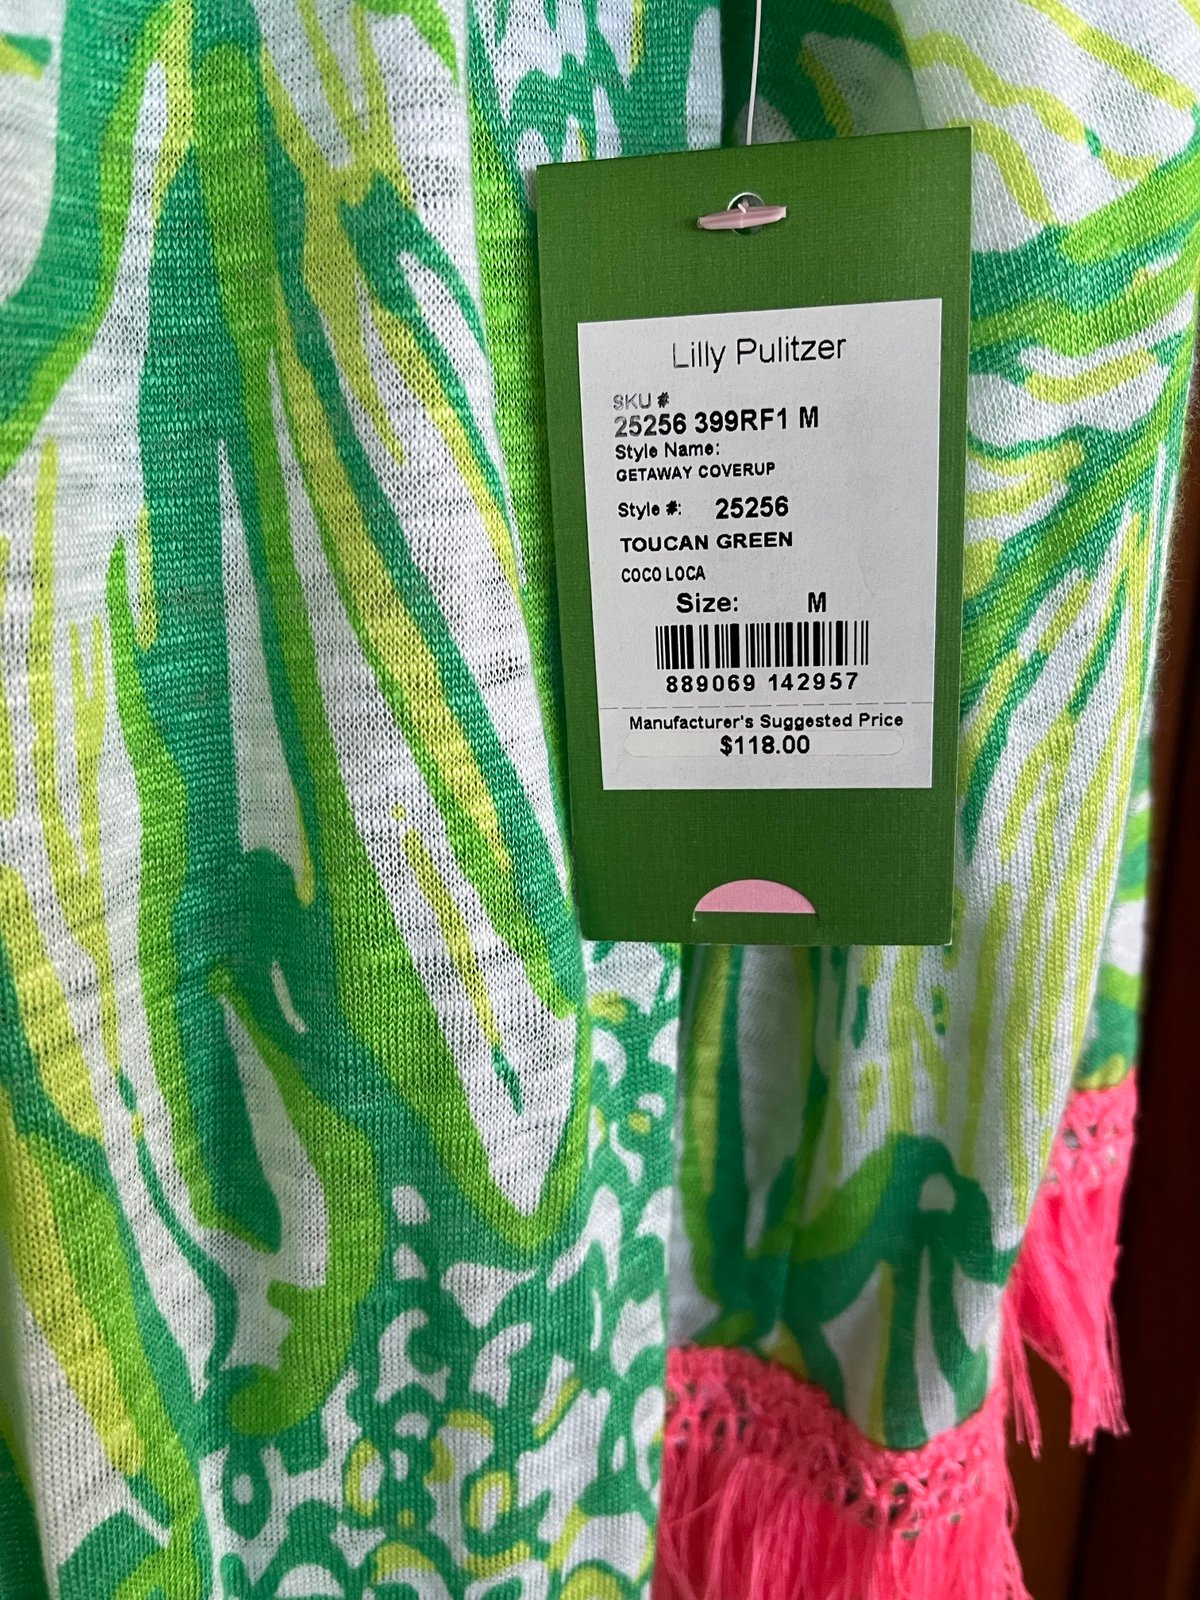 Lilly Pulitzer
SKU #
25256 399RF1 M
Style Name:
GETAWAY COVERUP
Style #: 25256
TOUCAN GREEN
COCO LOCA
Size: M
889069 142957
Manufacturer's Suggested Price
$118.00